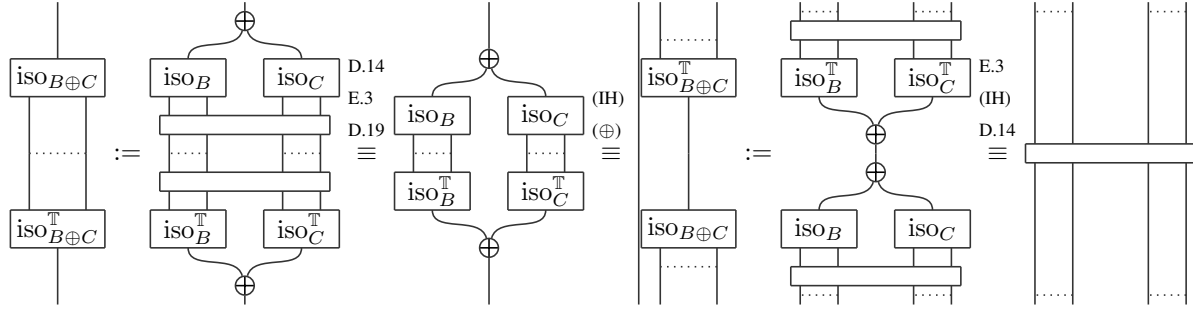 iso_{B⊕C}
iso^𝕋_{B⊕C}
:=
⊕
iso_B iso_C
iso^𝕋_B iso^𝕋_C
⊕
D.14
E.3
D.19
≡
⊕
iso_B iso_C
iso^𝕋_B iso^𝕋_C
⊕
(IH)
(⊕)
≡
iso^𝕋_{B⊕C}
iso_{B⊕C}
:=
iso^𝕋_B iso^𝕋_C
⊕
⊕
iso_B iso_C
E.3
(IH)
D.14
≡